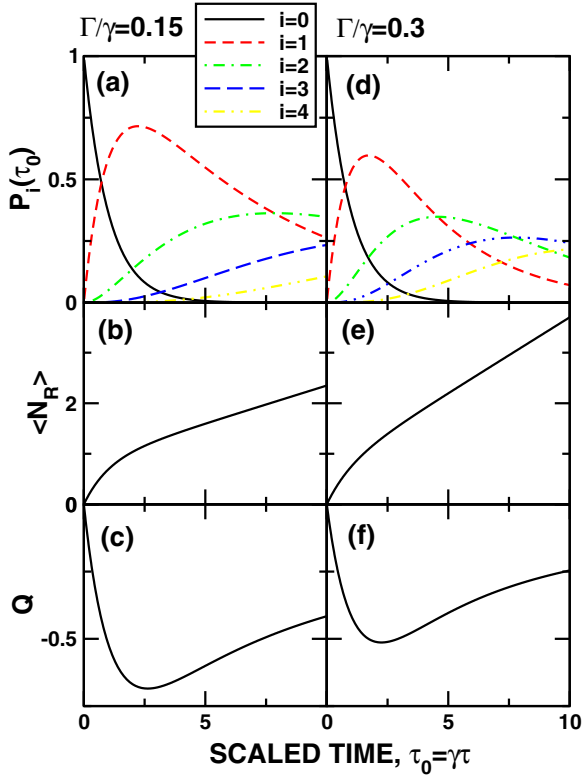 Γ/γ=0.15
Γ/γ=0.3
i=0
i=1
i=2
i=3
i=4
(a)
(d)
1
0.5
0
P_i(τ_0)
(b)
(e)
2
0
<N_R>
(c)
(f)
-0.5
Q
0
5
0
5
10
SCALED TIME, τ_0=γτ